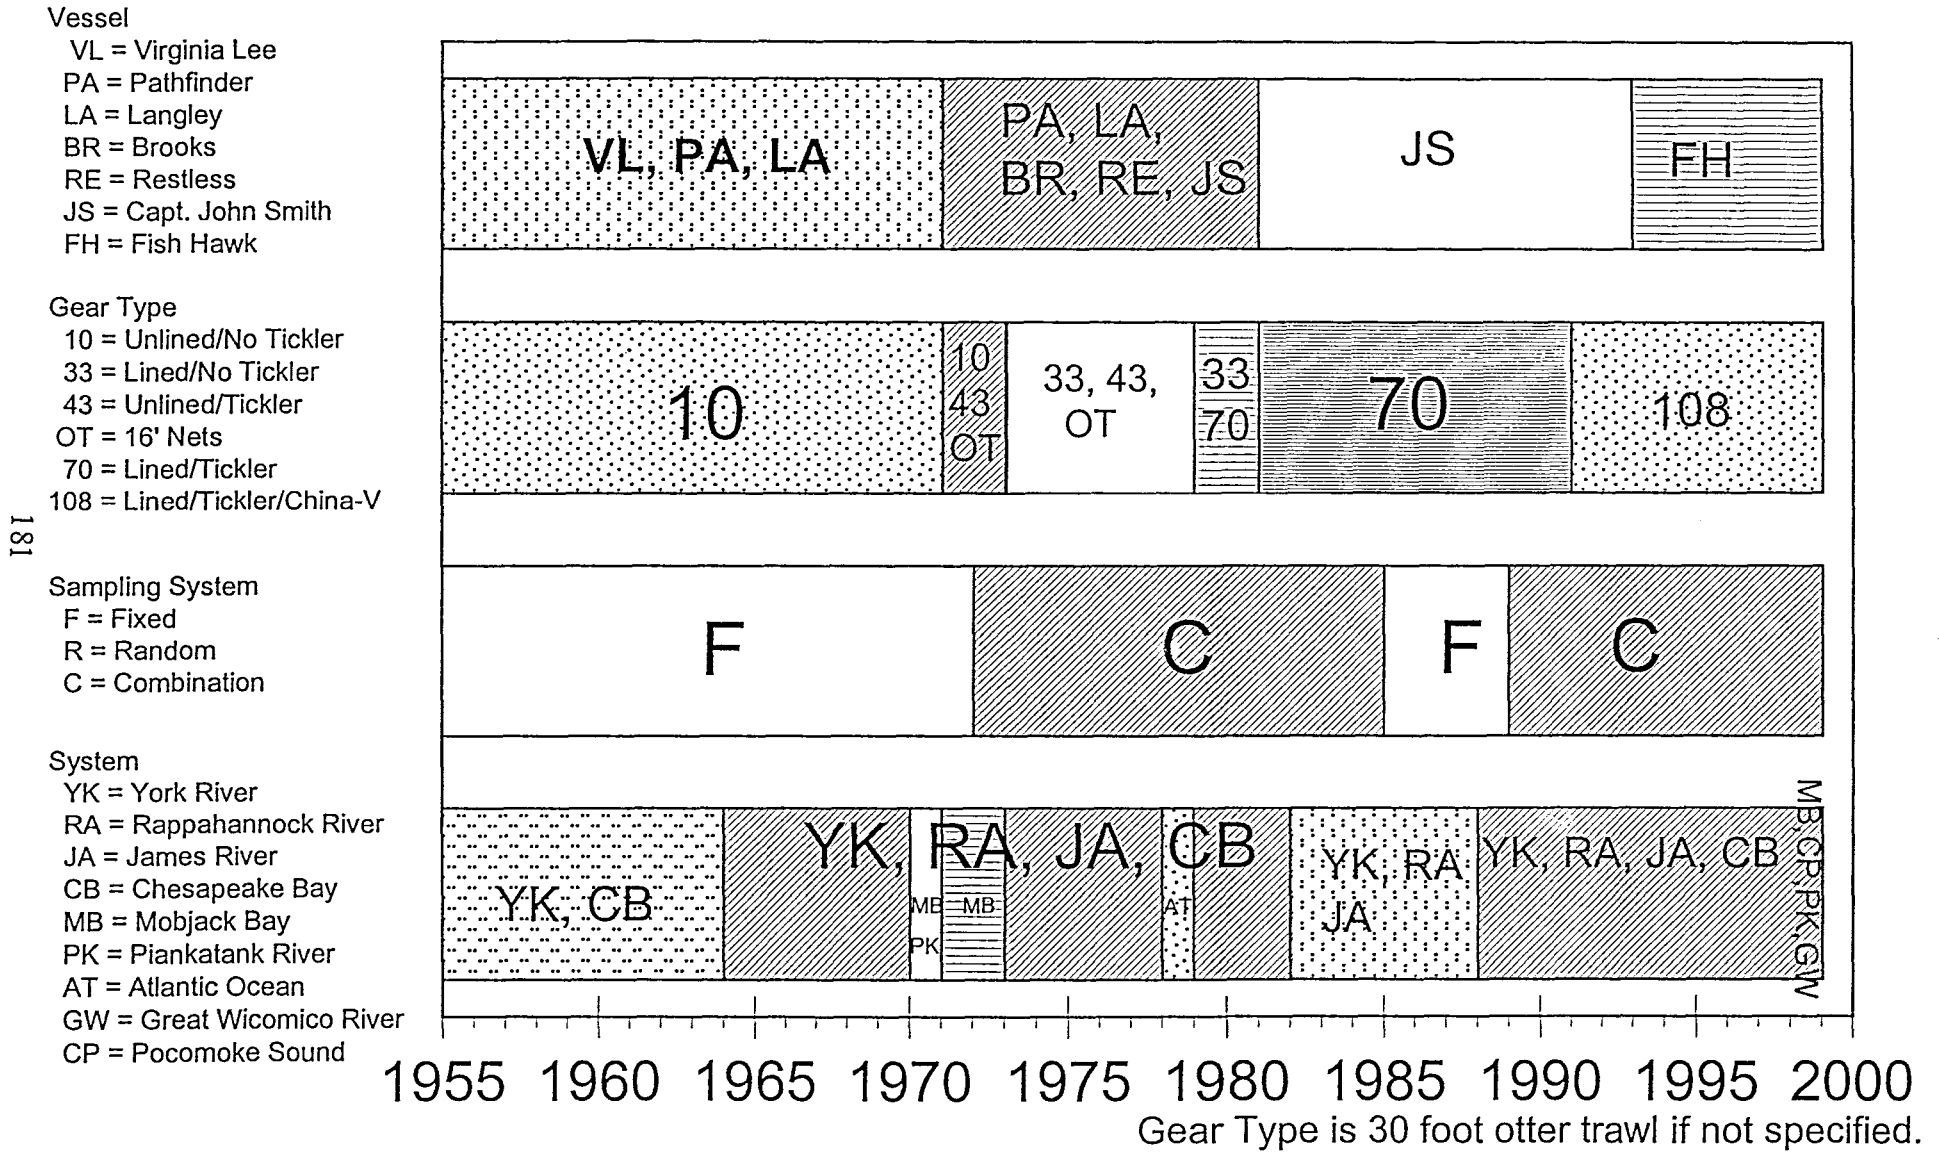 Vessel
VL = Virginia Lee
PA = Pathfinder
LA = Langley
BR = Brooks
RE = Restless
JS = Capt. John Smith
FH = Fish Hawk
VL, PA, LA
PA, LA,
BR, RE, JS
JS
FH
Gear Type
10 = Unlined/No Tickler
33 = Lined/No Tickler
43 = Unlined/Tickler
OT = 16' Nets
70 = Lined/Tickler
108 = Lined/Tickler/China-V
10
10
43
OT
33, 43,
OT
33
70
70
108
181
Sampling System
F = Fixed
R = Random
C = Combination
F
C
F
C
System
YK = York River
RA = Rappahannock River
JA = James River
CB = Chesapeake Bay
MB = Mobjack Bay
PK = Piankatank River
AT = Atlantic Ocean
GW = Great Wicomico River
CP = Pocomoke Sound
YK, CB
YK, RA, JA, CB
MB
PK
MB
AT
YK, RA
JA
YK, RA, JA, CB
MB,CP,PK,GW
1955 1960 1965 1970 1975 1980 1985 1990 1995 2000
Gear Type is 30 foot otter trawl if not specified.